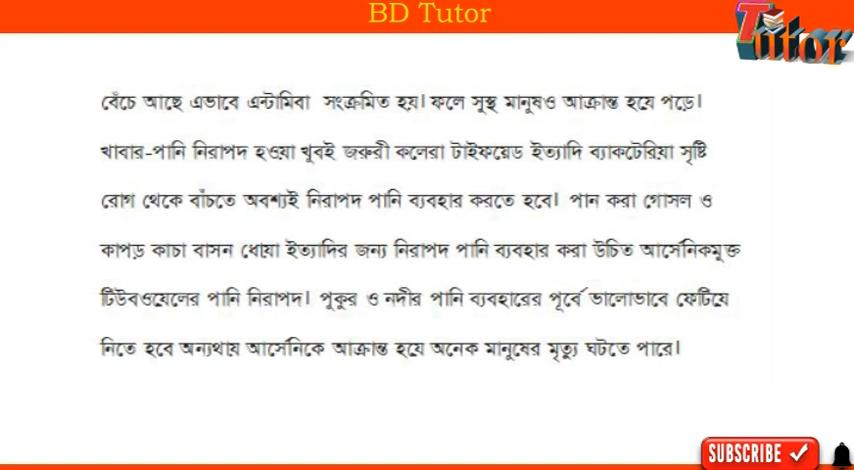 BD Tutor
Tutor
বেঁচে আছে এভাবে এন্টামিবা সংক্রমিত হয়। ফলে সুস্থ মানুষও আক্রান্ত হয়ে পড়ে।
খাবার-পানি নিরাপদ হওয়া খুবই জরুরী কলেরা টাইফয়েড ইত্যাদি ব্যাকটেরিয়া সৃষ্টি
রোগ থেকে বাঁচতে অবশ্যই নিরাপদ পানি ব্যবহার করতে হবে। পান করা গোসল ও
কাপড় কাচা বাসন ধোয়া ইত্যাদির জন্য নিরাপদ পানি ব্যবহার করা উচিত আর্সেনিকমুক্ত
টিউবওয়েলের পানি নিরাপদ। পুকুর ও নদীর পানি ব্যবহারের পূর্বে ভালোভাবে ফেটিয়ে
নিতে হবে অন্যথায় আর্সেনিকে আক্রান্ত হয়ে অনেক মানুষের মৃত্যু ঘটতে পারে।
SUBSCRIBE